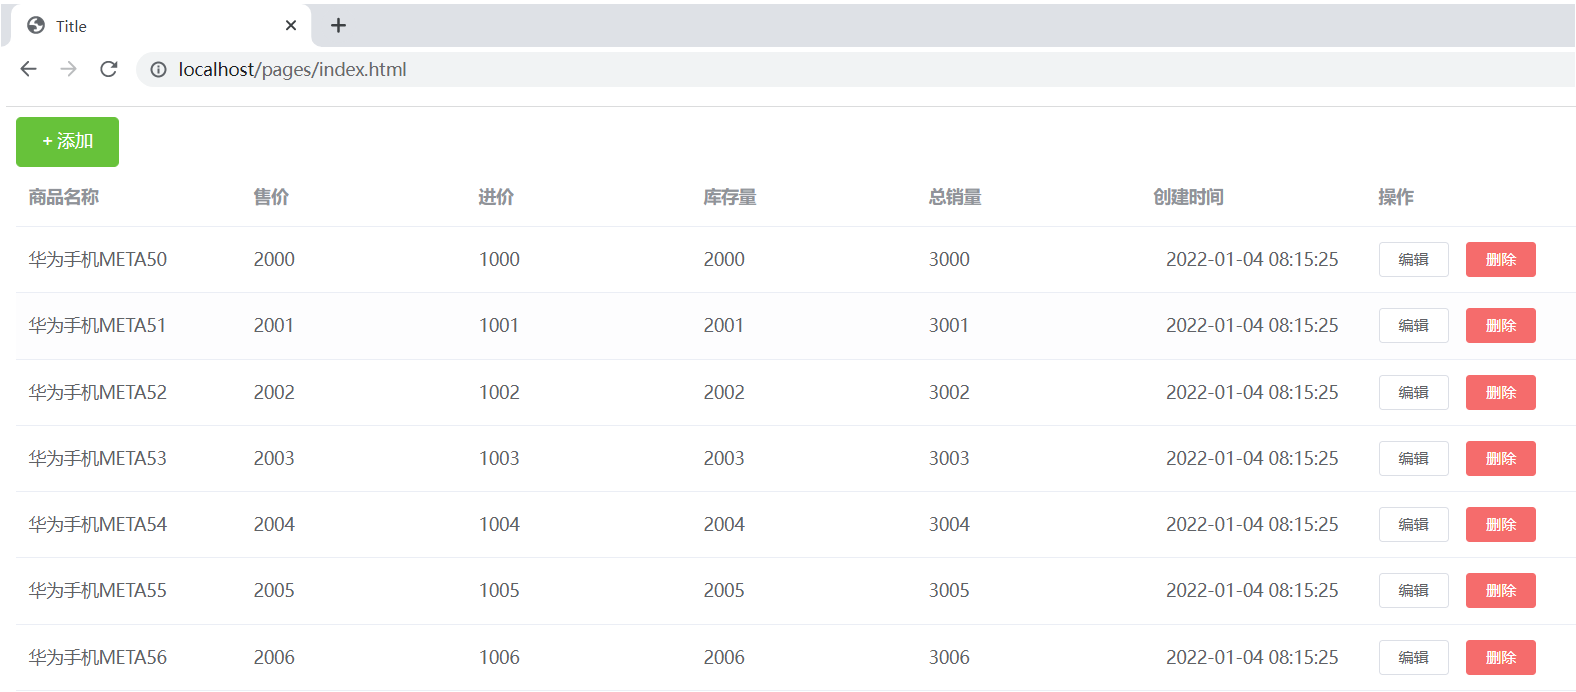 Title
localhost/pages/index.html
+ 添加
商品名称 售价 进价 库存量 总销量 创建时间 操作
华为手机META50 2000 1000 2000 3000 2022-01-04 08:15:25 编辑 删除
华为手机META51 2001 1001 2001 3001 2022-01-04 08:15:25 编辑 删除
华为手机META52 2002 1002 2002 3002 2022-01-04 08:15:25 编辑 删除
华为手机META53 2003 1003 2003 3003 2022-01-04 08:15:25 编辑 删除
华为手机META54 2004 1004 2004 3004 2022-01-04 08:15:25 编辑 删除
华为手机META55 2005 1005 2005 3005 2022-01-04 08:15:25 编辑 删除
华为手机META56 2006 1006 2006 3006 2022-01-04 08:15:25 编辑 删除